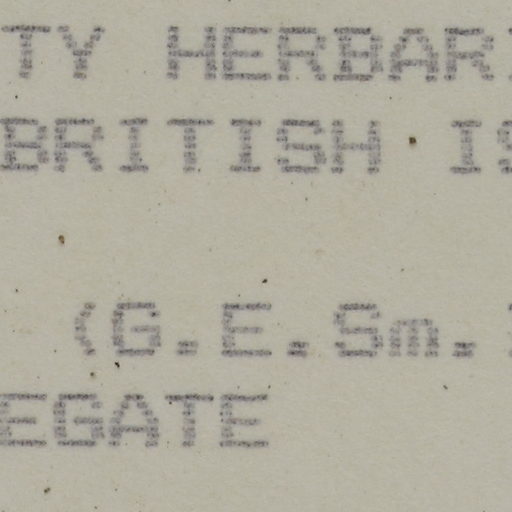 TY HERBAR
BRITISH IS
(G.E.Sm.
EGATE